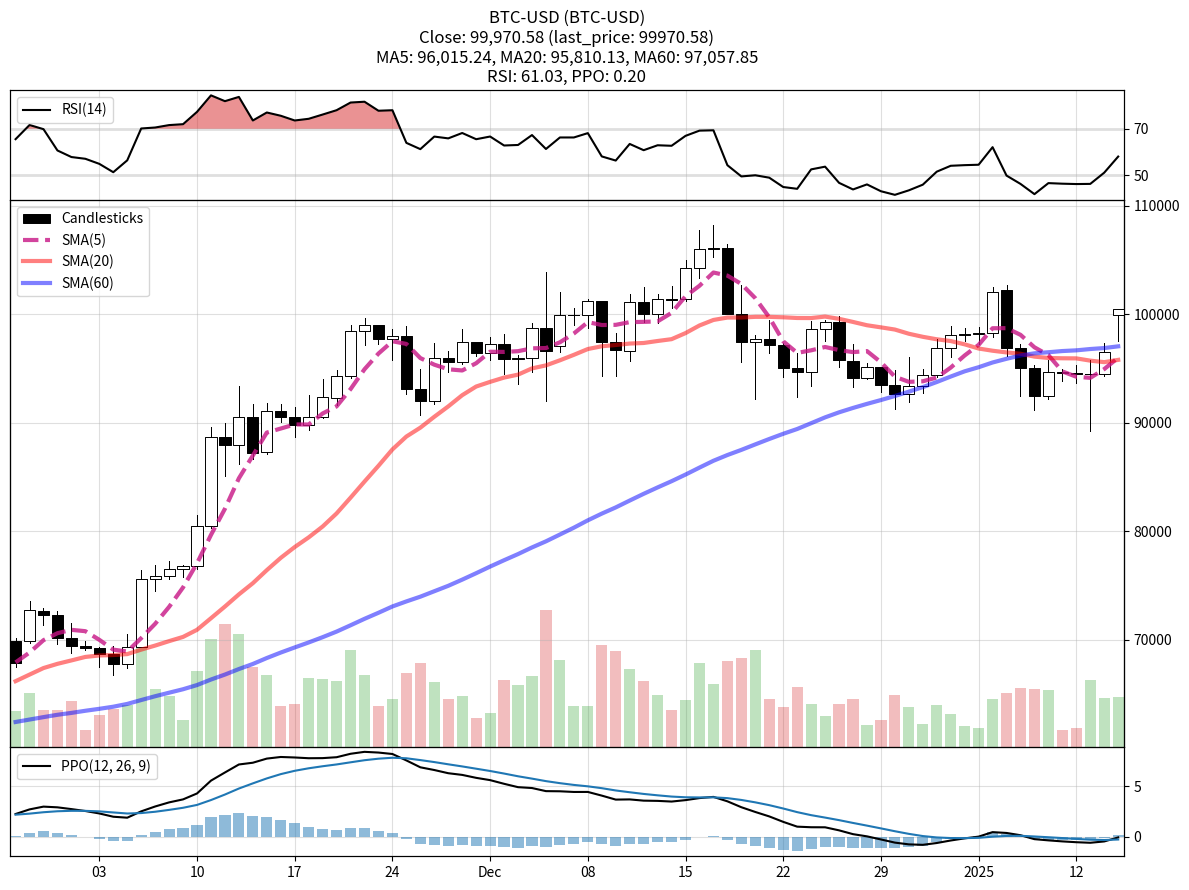 BTC-USD (BTC-USD)
Close: 99,970.58 (last_price: 99970.58)
MA5: 96,015.24, MA20: 95,810.13, MA60: 97,057.85
RSI: 61.03, PPO: 0.20
RSI(14)
70
50
Candlesticks
SMA(5)
SMA(20)
SMA(60)
110000
100000
90000
80000
70000
PPO(12, 26, 9)
5
0
03 10 17 24 Dec 08 15 22 29 2025 12